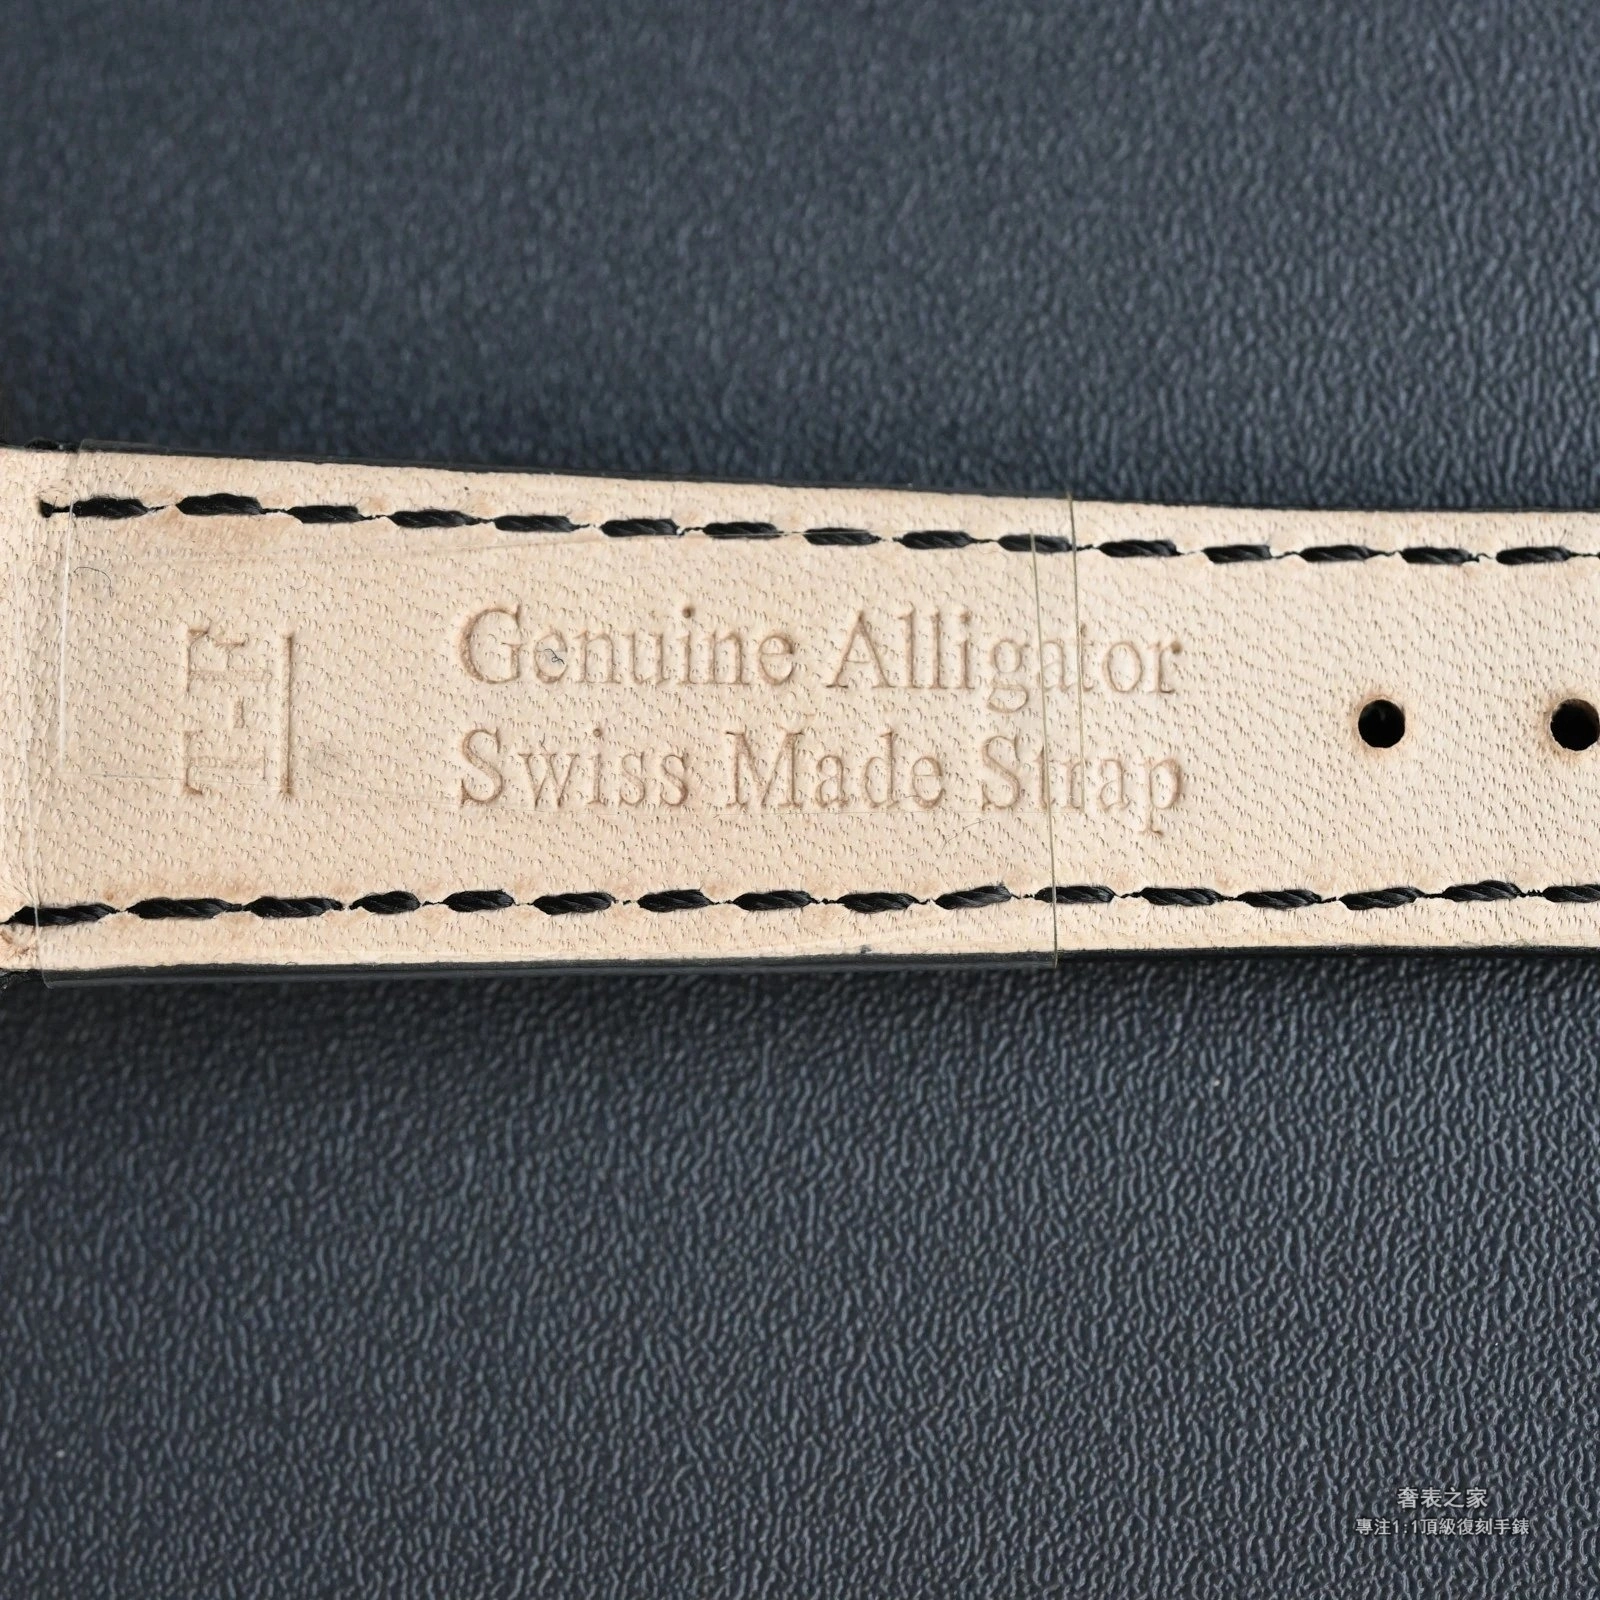 Genuine Alligator
Swiss Made Strap
奢表之家
專注1:1頂級復刻手錶